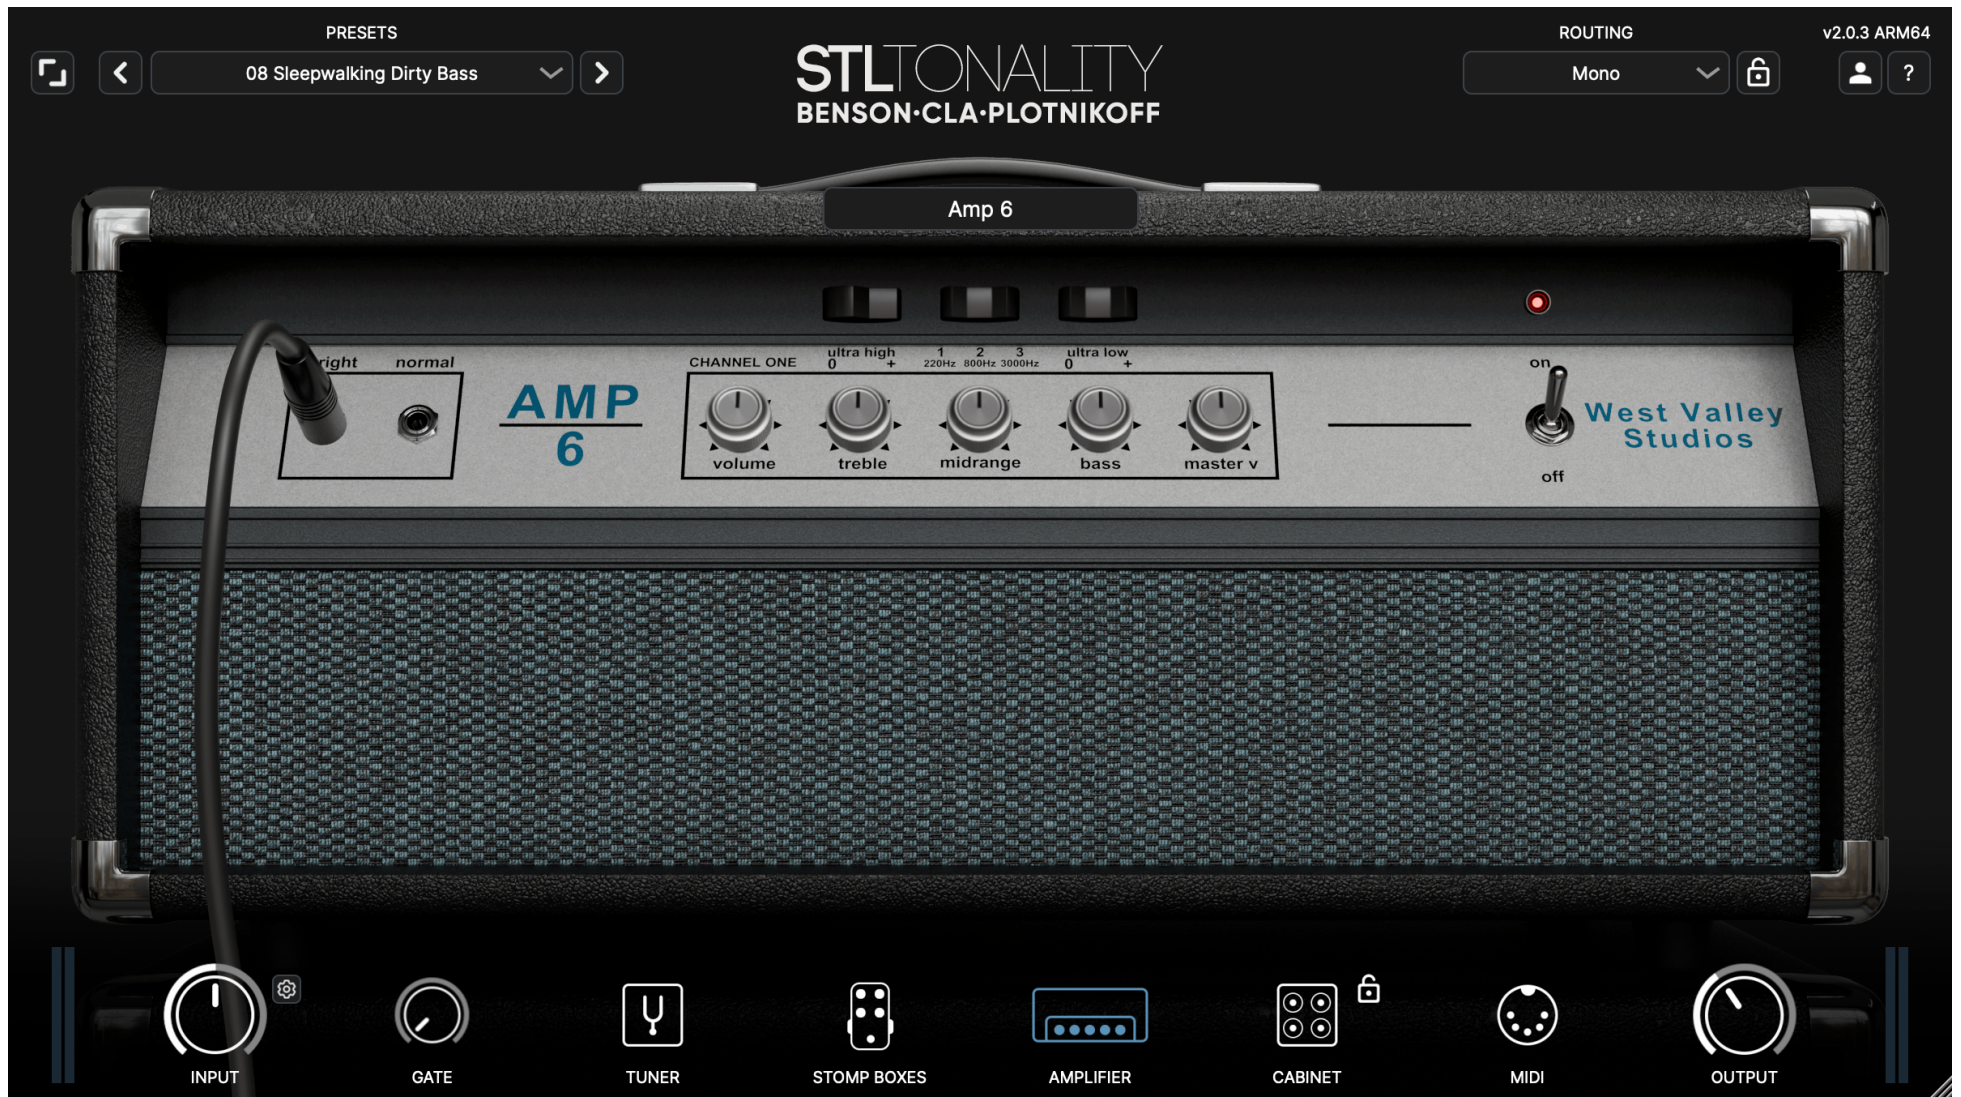 PRESETS
08 Sleepwalking Dirty Bass
STLTONALITY
BENSON·CLA·PLOTNIKOFF
ROUTING
Mono
v2.0.3 ARM64
?
Amp 6
right normal
AMP
6
CHANNEL ONE
ultra high
0 +
1 2 3
220Hz 800Hz 3000Hz
ultra low
0 +
volume treble midrange bass master v
on
off
West Valley
Studios
INPUT GATE TUNER STOMP BOXES AMPLIFIER CABINET MIDI OUTPUT